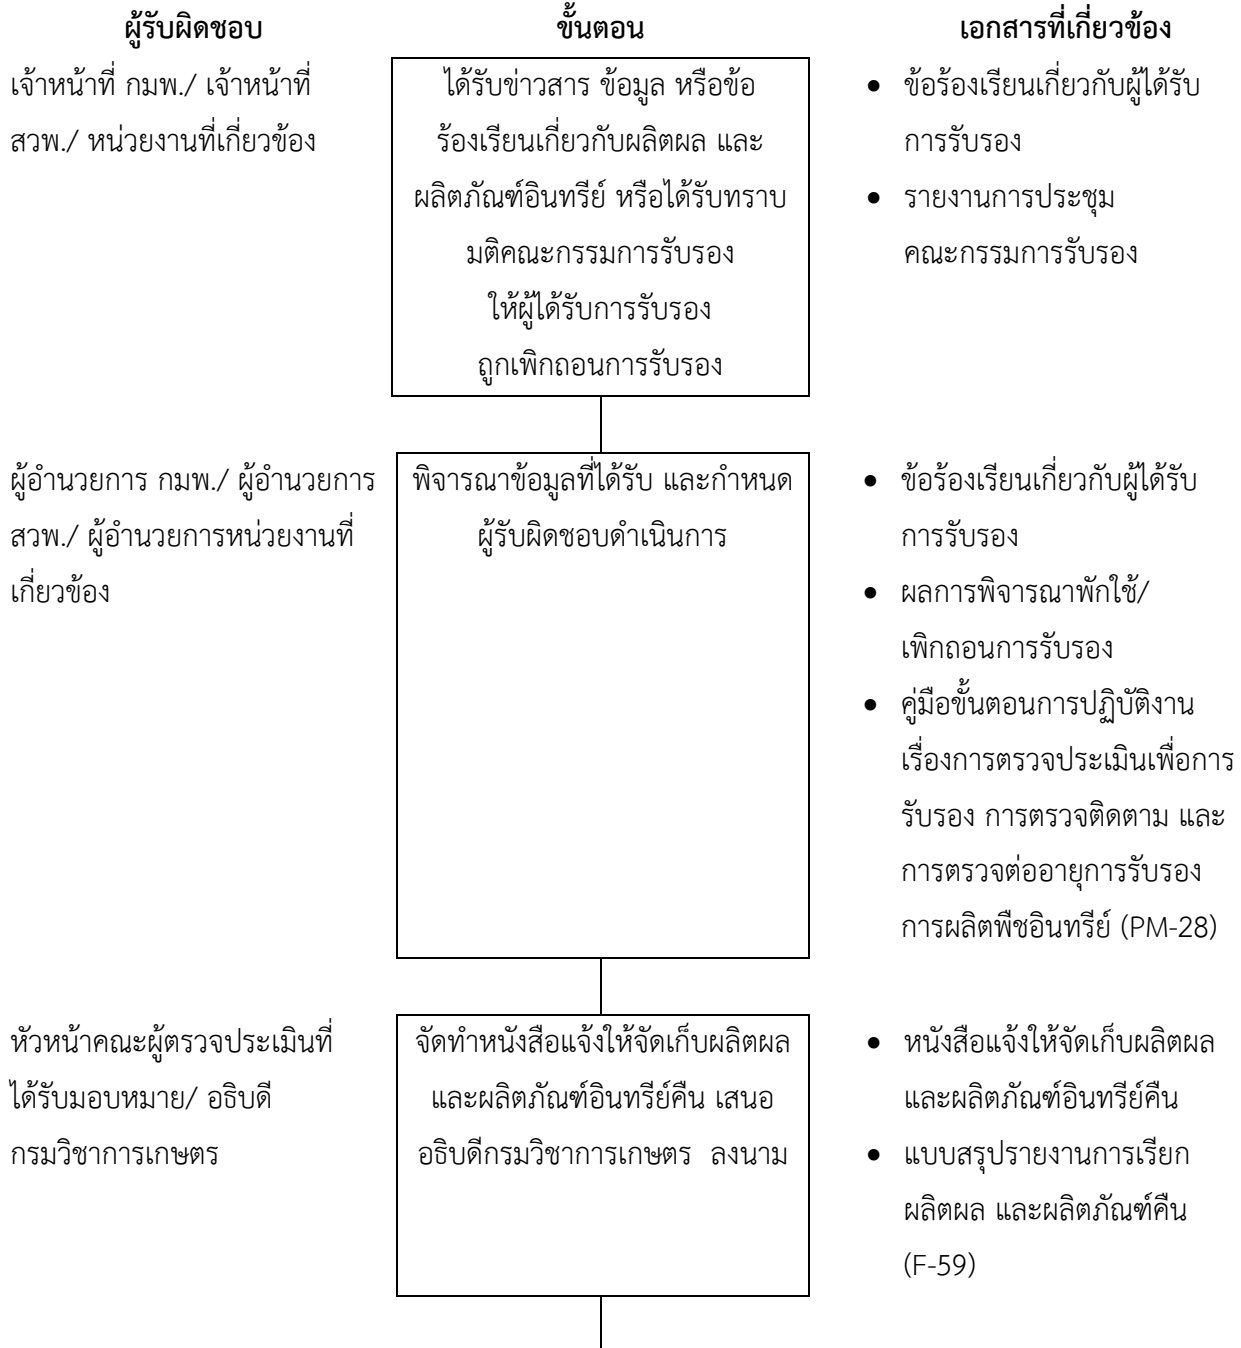 ผู้รับผิดชอบ
ขั้นตอน
เอกสารที่เกี่ยวข้อง
เจ้าหน้าที่ กมพ./ เจ้าหน้าที่
สวพ./ หน่วยงานที่เกี่ยวข้อง
ได้รับข่าวสาร ข้อมูล หรือข้อ
ร้องเรียนเกี่ยวกับผลิตผล และ
ผลิตภัณฑ์อินทรีย์ หรือได้รับทราบ
มติคณะกรรมการรับรอง
ให้ผู้ได้รับการรับรอง
ถูกเพิกถอนการรับรอง
• ข้อร้องเรียนเกี่ยวกับผู้ได้รับ
การรับรอง
• รายงานการประชุม
คณะกรรมการรับรอง
ผู้อำนวยการ กมพ./ ผู้อำนวยการ
สวพ./ ผู้อำนวยการหน่วยงานที่
เกี่ยวข้อง
พิจารณาข้อมูลที่ได้รับ และกำหนด
ผู้รับผิดชอบดำเนินการ
• ข้อร้องเรียนเกี่ยวกับผู้ได้รับ
การรับรอง
• ผลการพิจารณาพักใช้/
เพิกถอนการรับรอง
• คู่มือขั้นตอนการปฏิบัติงาน
เรื่องการตรวจประเมินเพื่อการ
รับรอง การตรวจติดตาม และ
การตรวจต่ออายุการรับรอง
การผลิตพืชอินทรีย์ (PM-28)
หัวหน้าคณะผู้ตรวจประเมินที่
ได้รับมอบหมาย/ อธิบดี
กรมวิชาการเกษตร
จัดทำหนังสือแจ้งให้จัดเก็บผลิตผล
และผลิตภัณฑ์อินทรีย์คืน เสนอ
อธิบดีกรมวิชาการเกษตร ลงนาม
• หนังสือแจ้งให้จัดเก็บผลิตผล
และผลิตภัณฑ์อินทรีย์คืน
• แบบสรุปรายงานการเรียก
ผลิตผล และผลิตภัณฑ์คืน
(F-59)